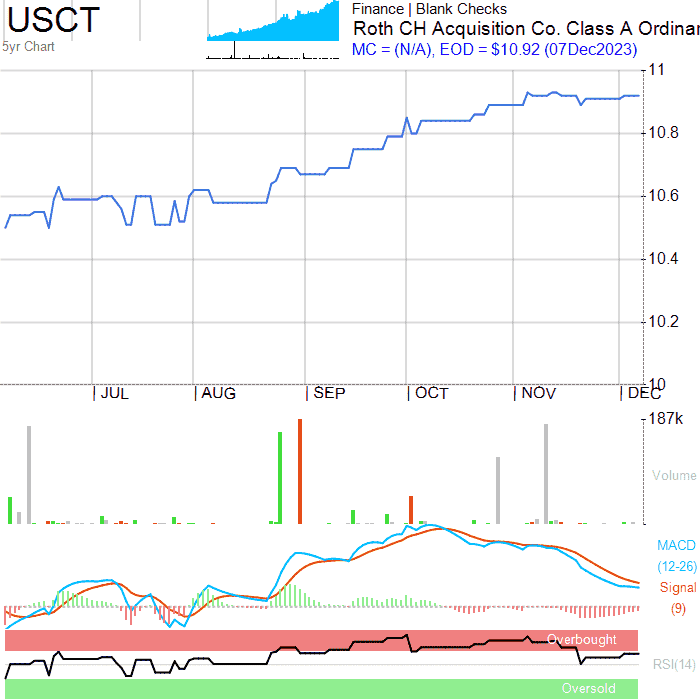 USCT
5yr Chart
Finance | Blank Checks
Roth CH Acquisition Co. Class A Ordinar
MC = (N/A), EOD = $10.92 (07Dec2023)
11
10.8
10.6
10.4
10.2
10
JUL AUG SEP OCT NOV DEC
187k
Volume
MACD
(12-26)
Signal
(9)
Overbought
RSI(14)
Oversold